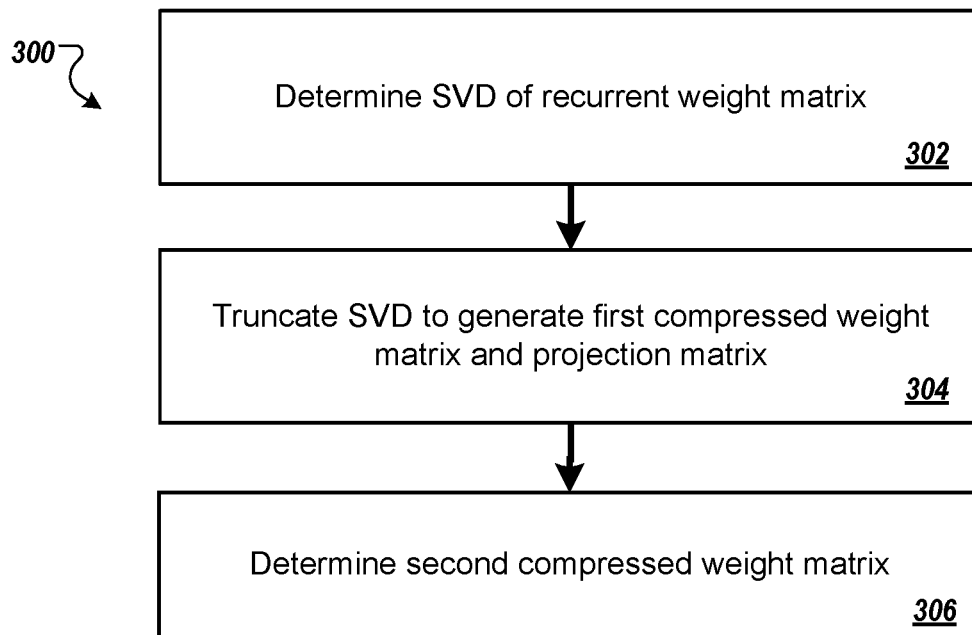 300
Determine SVD of recurrent weight matrix
302
Truncate SVD to generate first compressed weight
matrix and projection matrix
304
Determine second compressed weight matrix
306